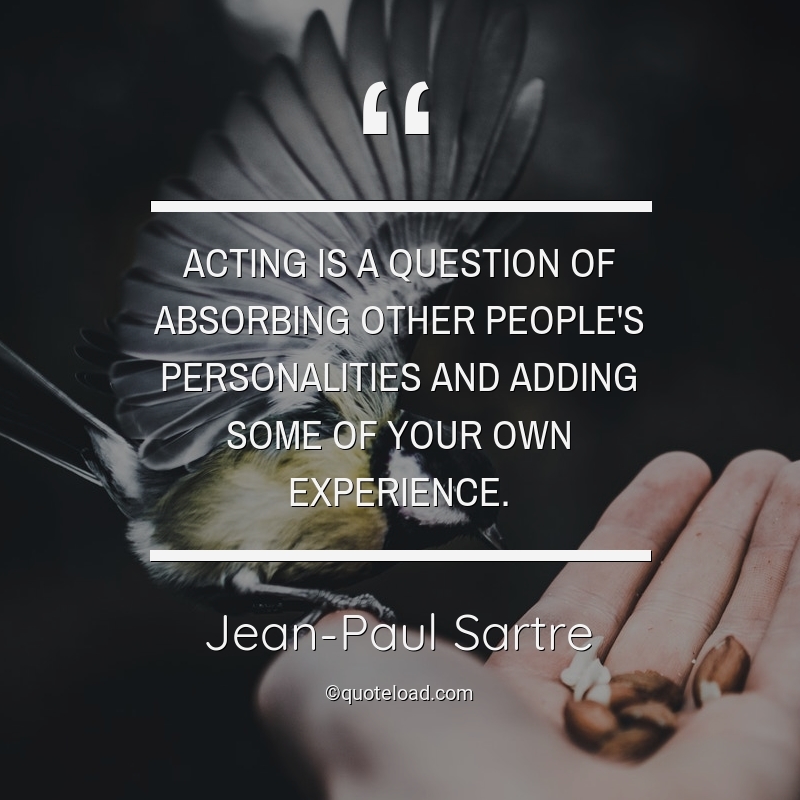 “
ACTING IS A QUESTION OF
ABSORBING OTHER PEOPLE'S
PERSONALITIES AND ADDING
SOME OF YOUR OWN
EXPERIENCE.
Jean-Paul Sartre
©quoteload.com